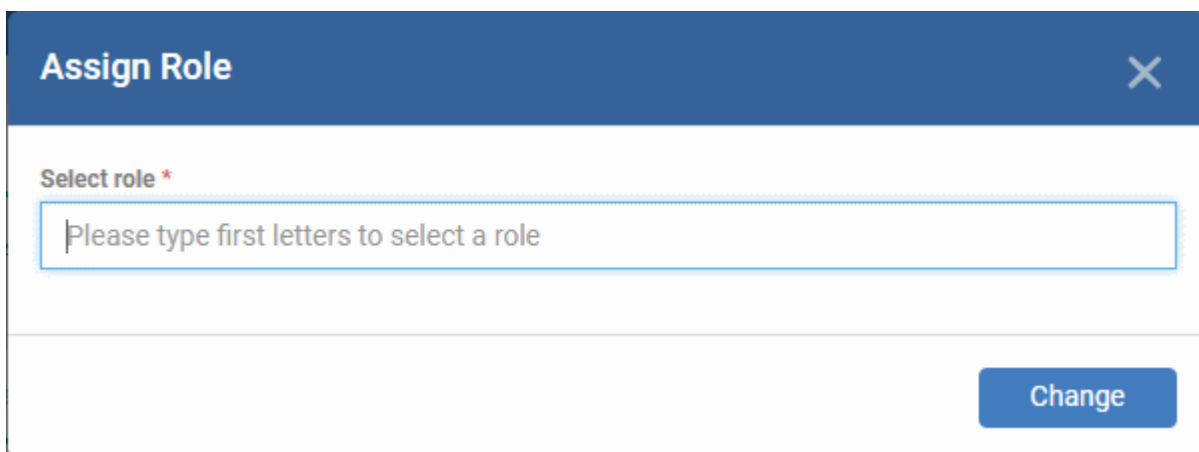 Assign Role
Select role *
Please type first letters to select a role
Change